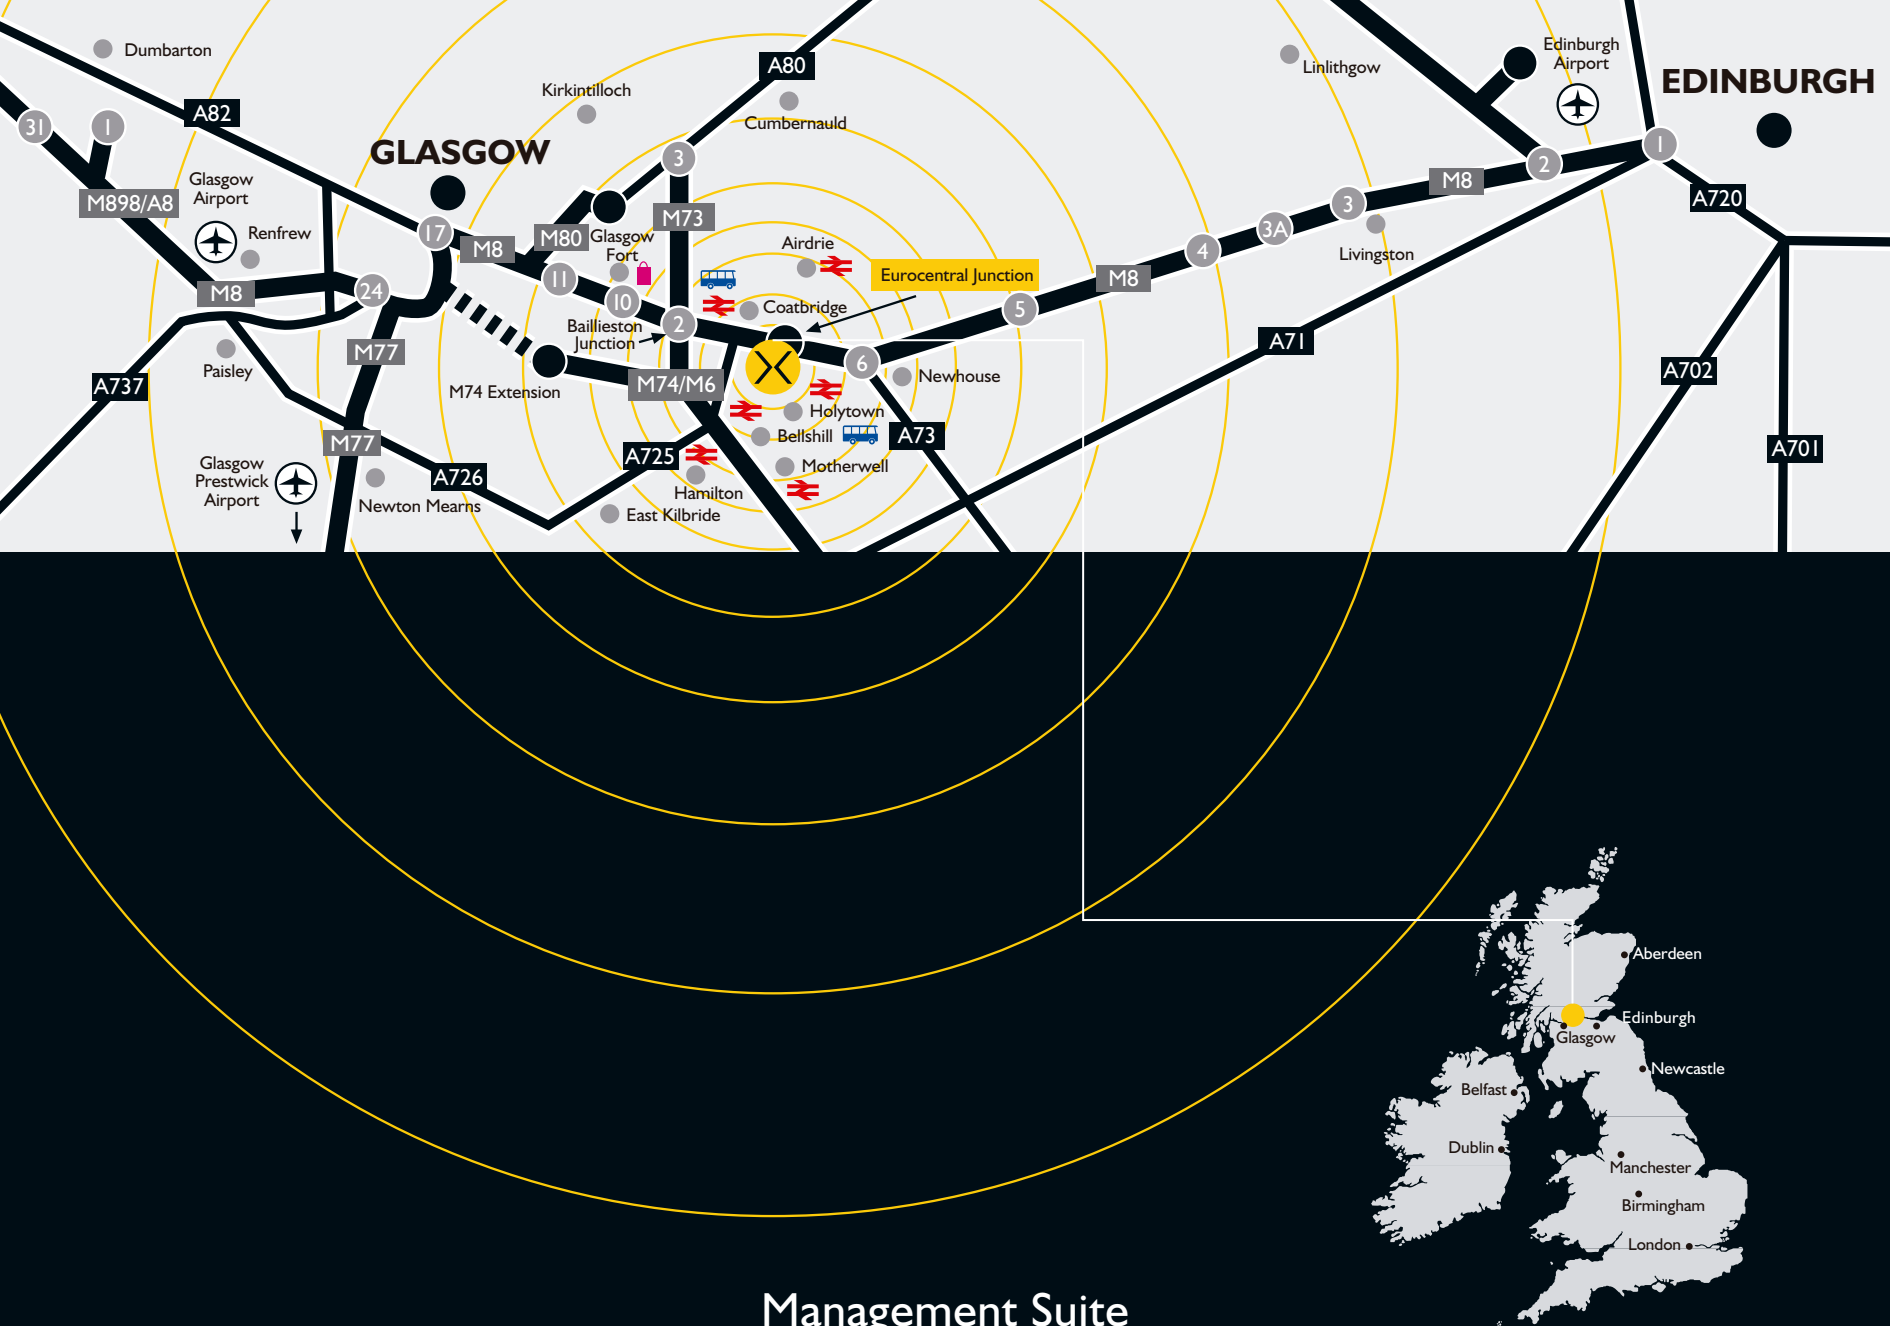 Dumbarton
A82
31
1
Glasgow
Airport
M898/A8
Renfrew
M8
24
Paisley
A737
M77
M77
Glasgow
Prestwick
Airport
Newton Mearns
A726
GLASGOW
17
M8
M80
Glasgow
Fort
11
10
Baillieston
Junction
M74 Extension
Kirkintilloch
A80
Cumbernauld
3
M73
Airdrie
Eurocentral Junction
Coatbridge
2
M74/M6
6
Newhouse
Holytown
Bellshill
A73
A725
Motherwell
Hamilton
East Kilbride
5
M8
4
3A
3
Livingston
Linlithgow
M8
2
Edinburgh
Airport
EDINBURGH
1
A720
A71
A702
A701
Aberdeen
Edinburgh
Glasgow
Newcastle
Belfast
Dublin
Manchester
Birmingham
London
Management Suite